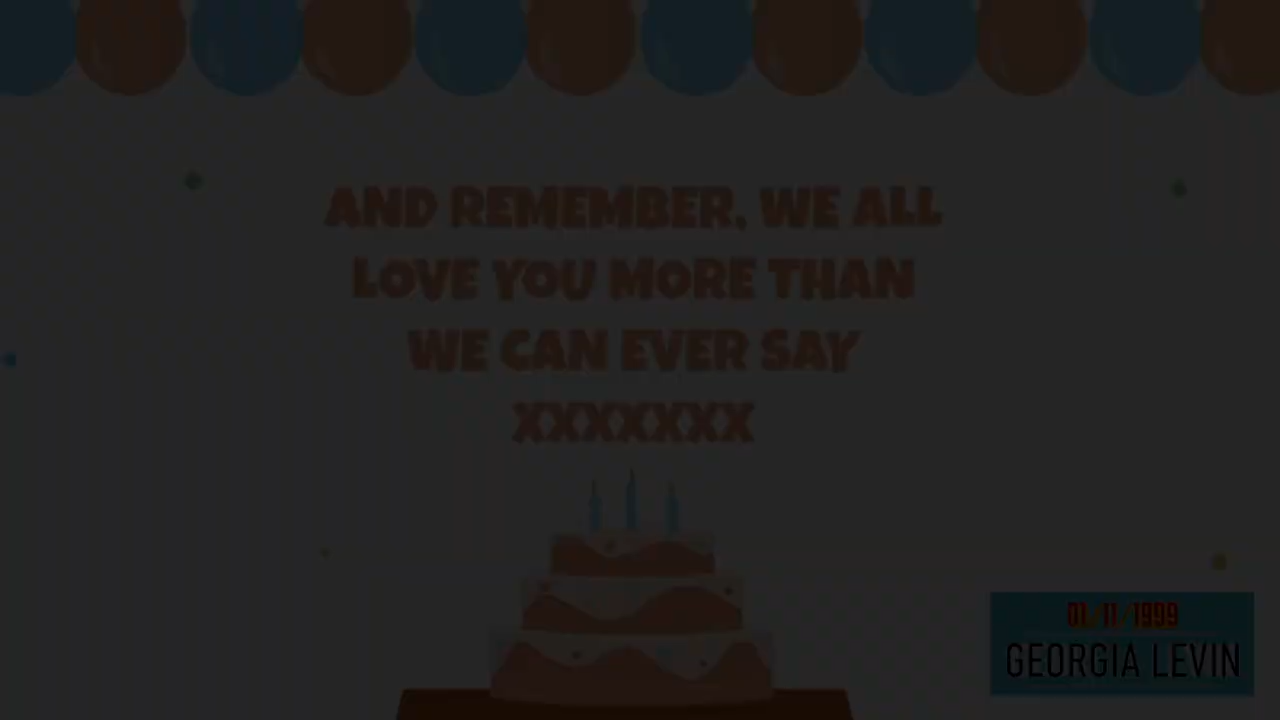 AND REMEMBER, WE ALL
LOVE YOU MORE THAN
WE CAN EVER SAY
XXXXXXX
01/11/1999
GEORGIA LEVIN